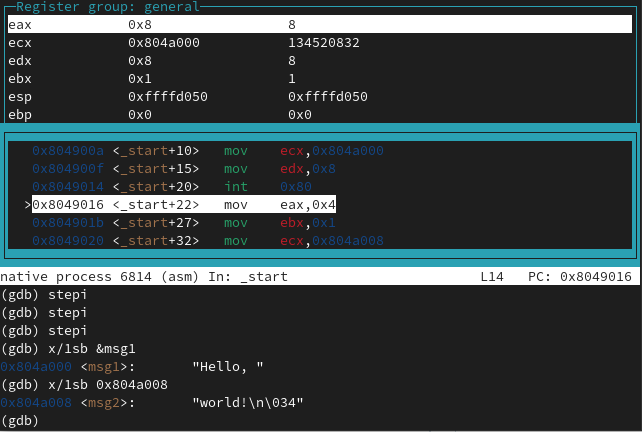 Register group: general
eax 0x8 8
ecx 0x804a000 134520832
edx 0x8 8
ebx 0x1 1
esp 0xffffd050 0xffffd050
ebp 0x0 0x0
0x804900a <_start+10> mov ecx,0x804a000
0x804900f <_start+15> mov edx,0x8
0x8049014 <_start+20> int 0x80
>0x8049016 <_start+22> mov eax,0x4
0x804901b <_start+27> mov ebx,0x1
0x8049020 <_start+32> mov ecx,0x804a008
native process 6814 (asm) In: _start L14 PC: 0x8049016
(gdb) stepi
(gdb) stepi
(gdb) stepi
(gdb) x/1sb &msg1
0x804a000 <msg1>: "Hello, "
(gdb) x/1sb 0x804a008
0x804a008 <msg2>: "world!\n\034"
(gdb)